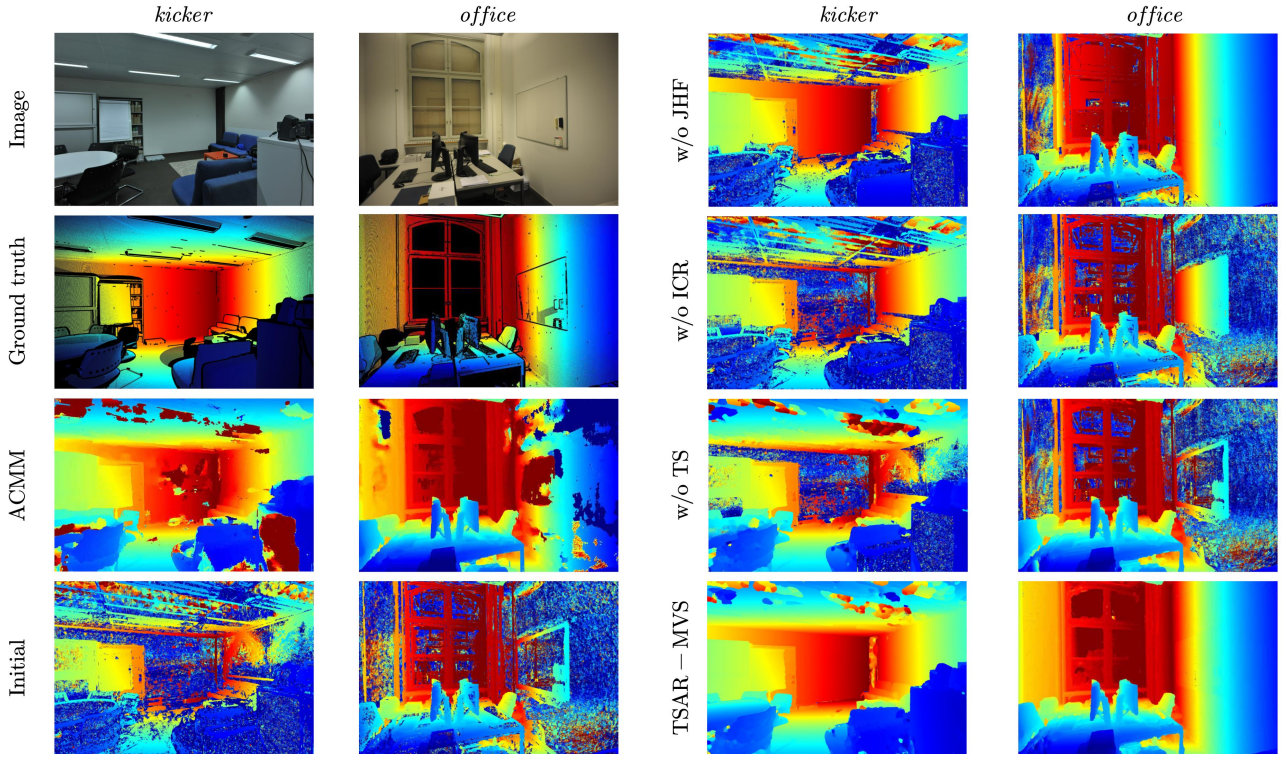 kicker
office
kicker
office
Image
Ground truth
ACMM
Initial
w/o JHF
w/o ICR
w/o TS
TSAR – MVS